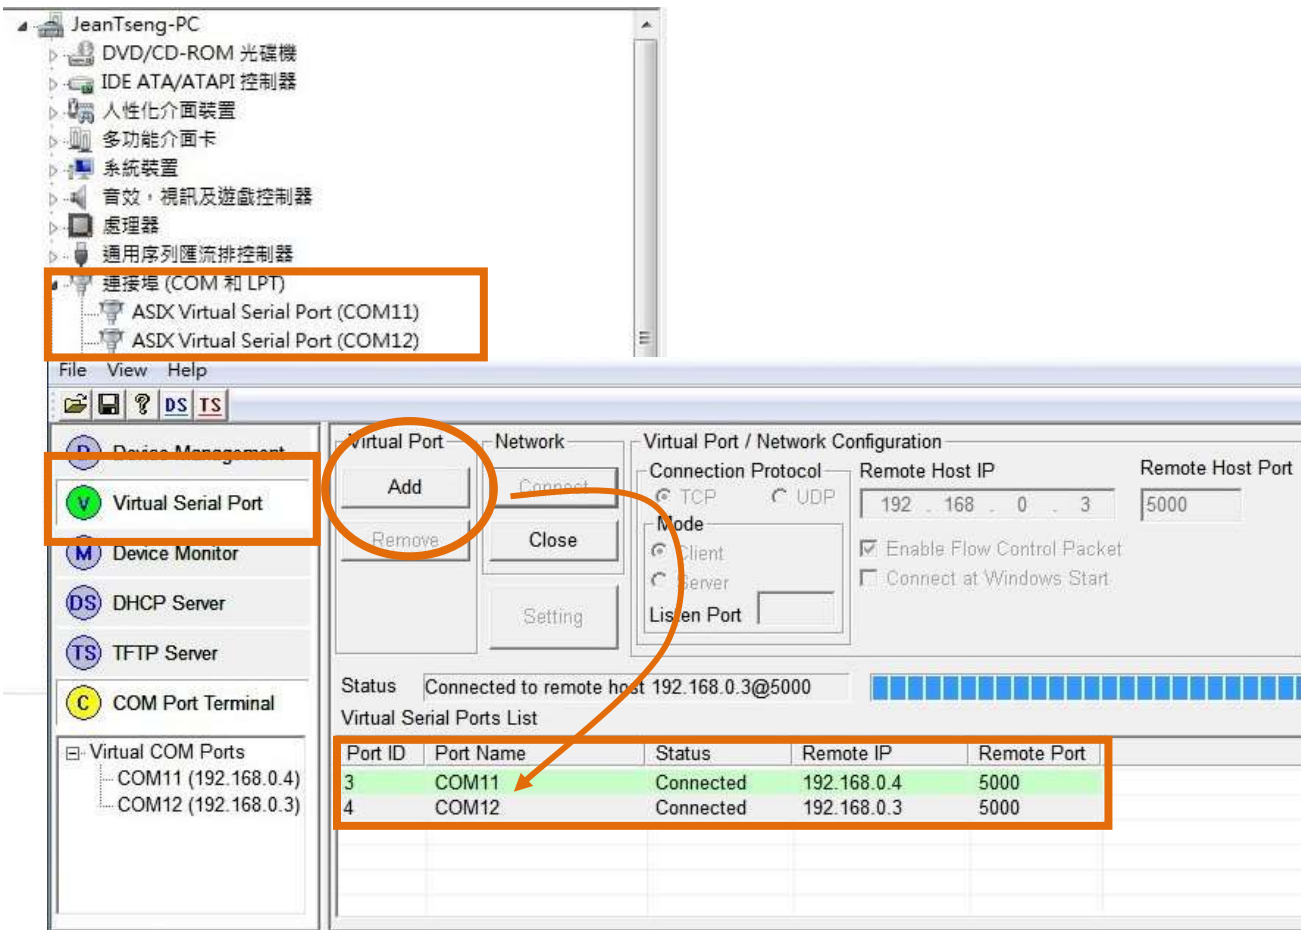 JeanTseng-PC
DVD/CD-ROM 光碟機
IDE ATA/ATAPI 控制器
人性化介面裝置
多功能介面卡
系統裝置
音效，視訊及遊戲控制器
處理器
通用序列匯流排控制器
連接埠 (COM 和 LPT)
ASIX Virtual Serial Port (COM11)
ASIX Virtual Serial Port (COM12)
File View Help
DS TS
D Device Management
V Virtual Serial Port
M Device Monitor
DS DHCP Server
TS TFTP Server
C COM Port Terminal
Virtual COM Ports
COM11 (192.168.0.4)
COM12 (192.168.0.3)
Virtual Port
Add
Remove
Network
Connect
Close
Setting
Virtual Port / Network Configuration
Connection Protocol
TCP UDP
Mode
Client
Server
Listen Port
Remote Host IP
192 . 168 . 0 . 3
Remote Host Port
5000
Enable Flow Control Packet
Connect at Windows Start
Status Connected to remote host 192.168.0.3@5000
Virtual Serial Ports List
Port ID Port Name Status Remote IP Remote Port
3 COM11 Connected 192.168.0.4 5000
4 COM12 Connected 192.168.0.3 5000